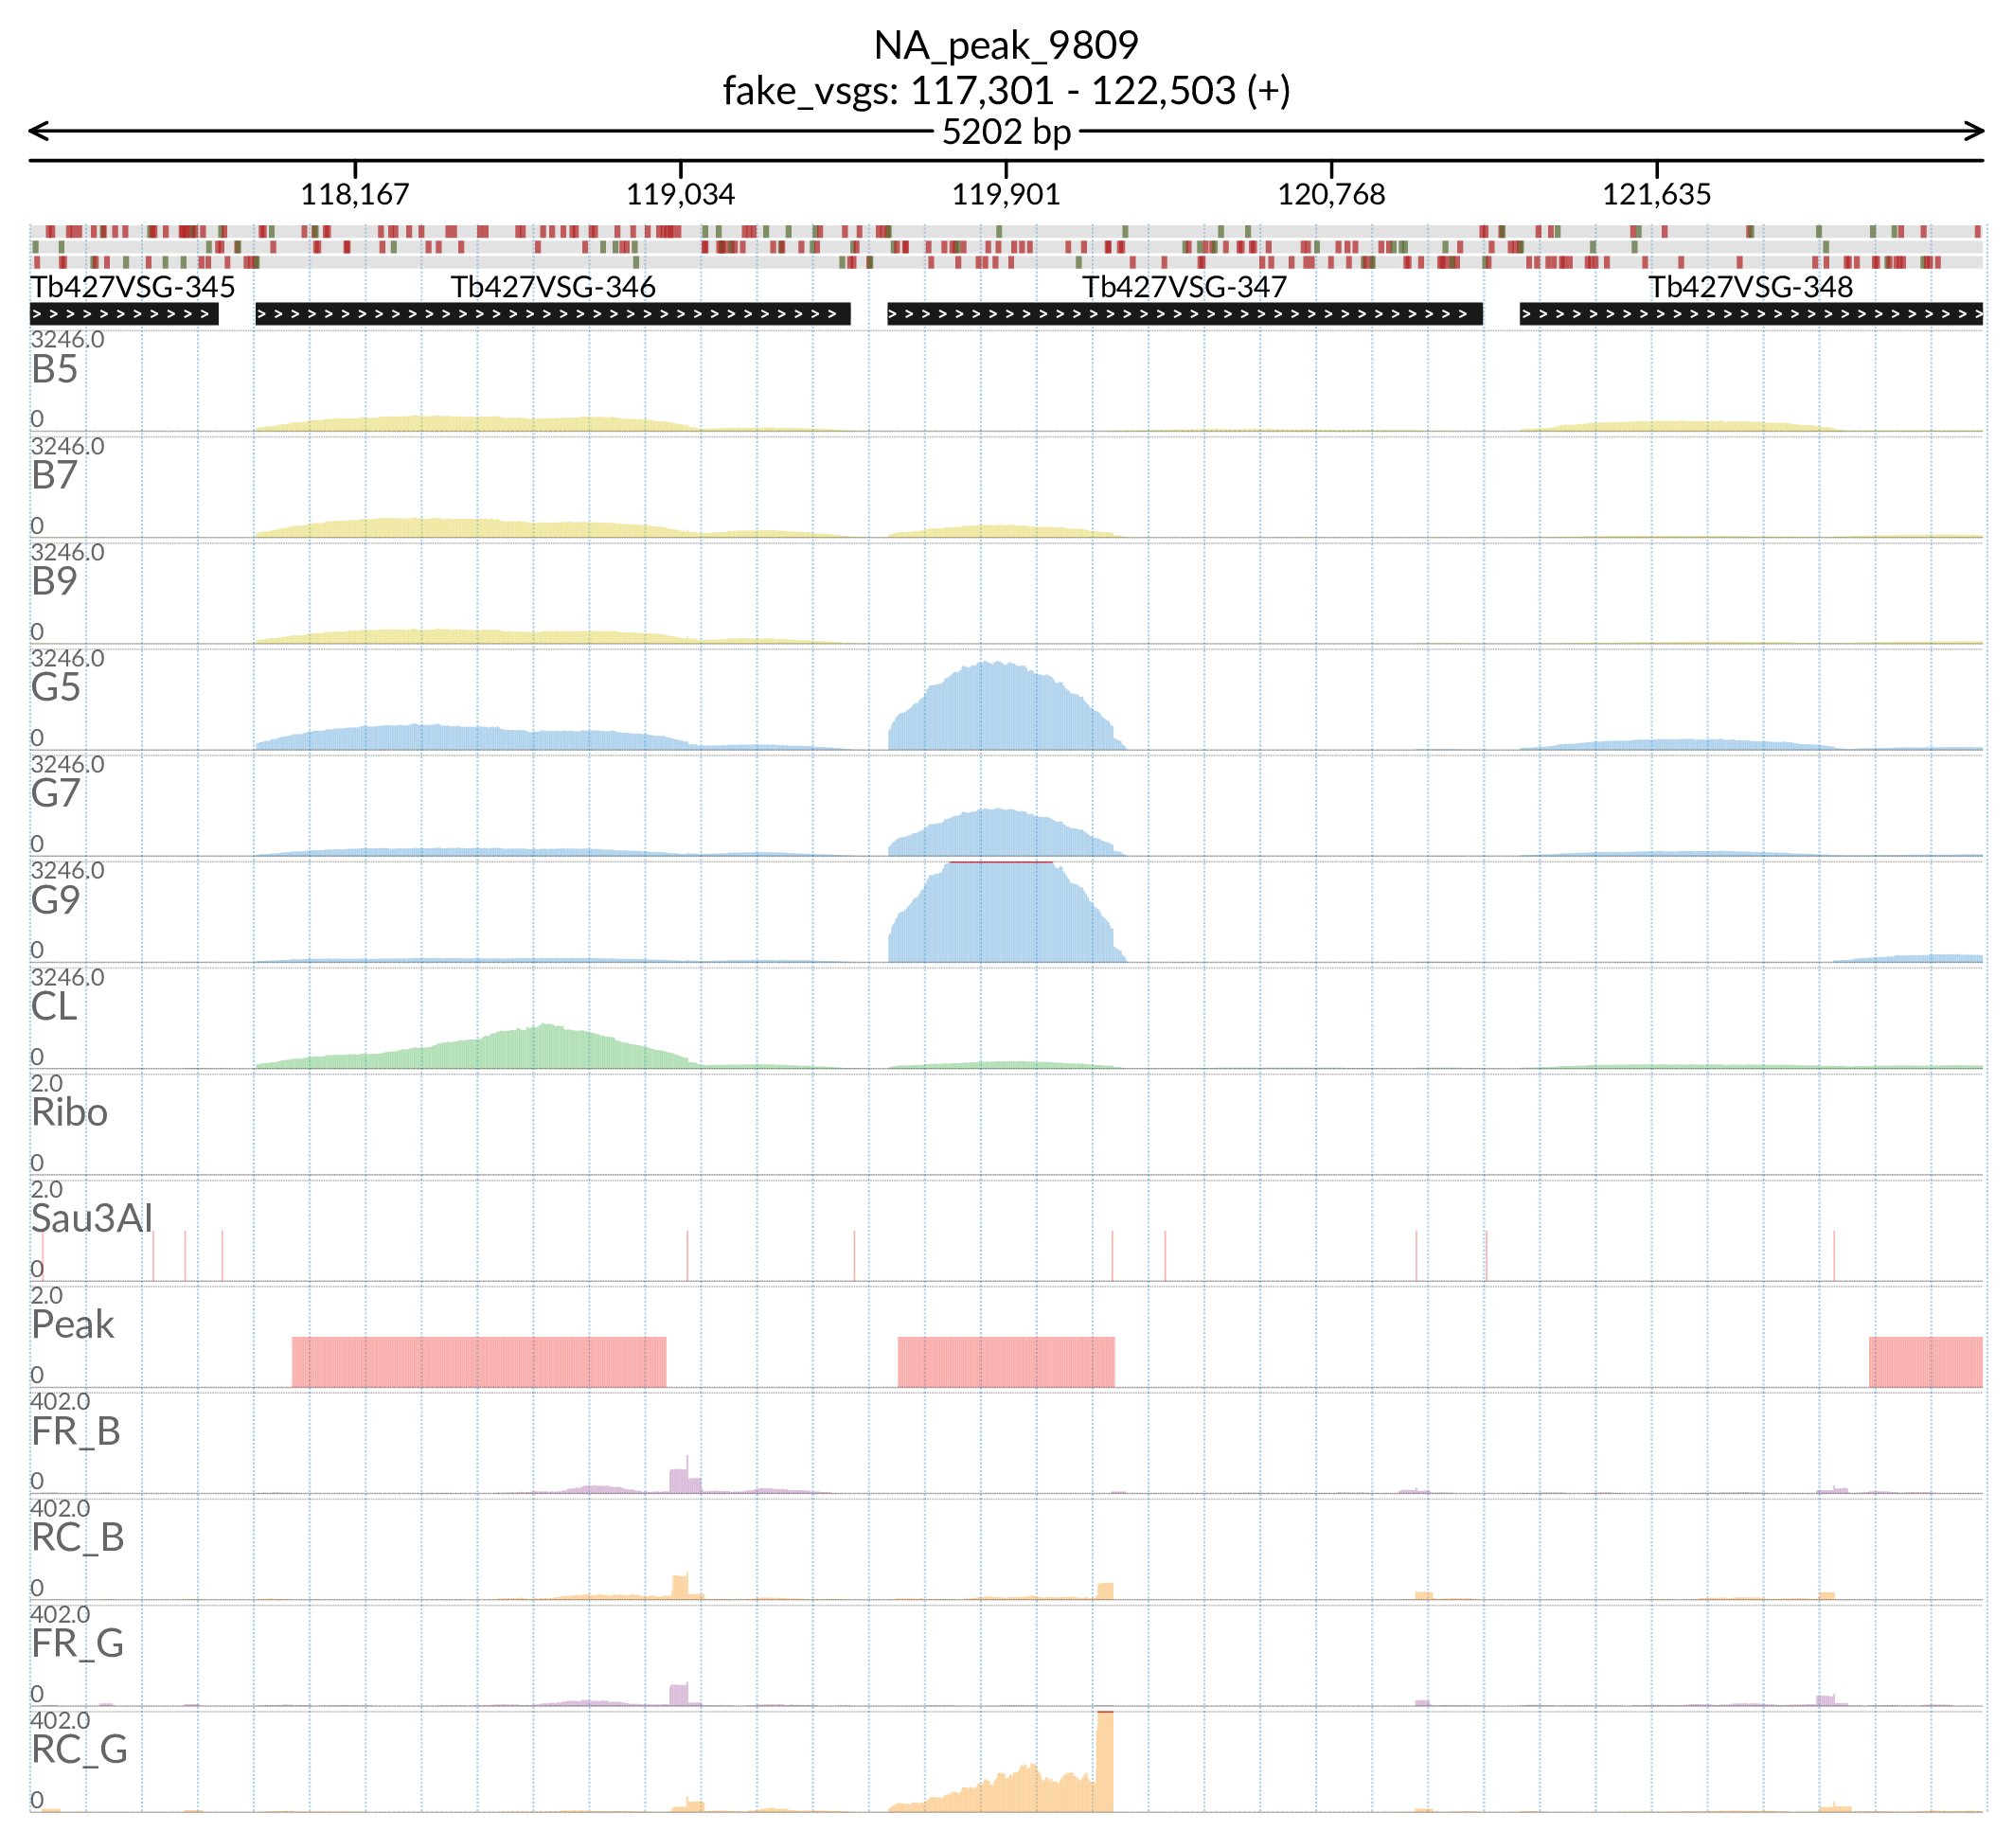 NA_peak_9809
fake_vsgs: 117,301 - 122,503 (+)
5202 bp
118,167 119,034 119,901 120,768 121,635
Tb427VSG-345 Tb427VSG-346 Tb427VSG-347 Tb427VSG-348
3246.0
B5
0
3246.0
B7
0
3246.0
B9
0
3246.0
G5
0
3246.0
G7
0
3246.0
G9
0
3246.0
CL
0
2.0
Ribo
0
2.0
Sau3AI
0
2.0
Peak
0
402.0
FR_B
0
402.0
RC_B
0
402.0
FR_G
0
402.0
RC_G
0